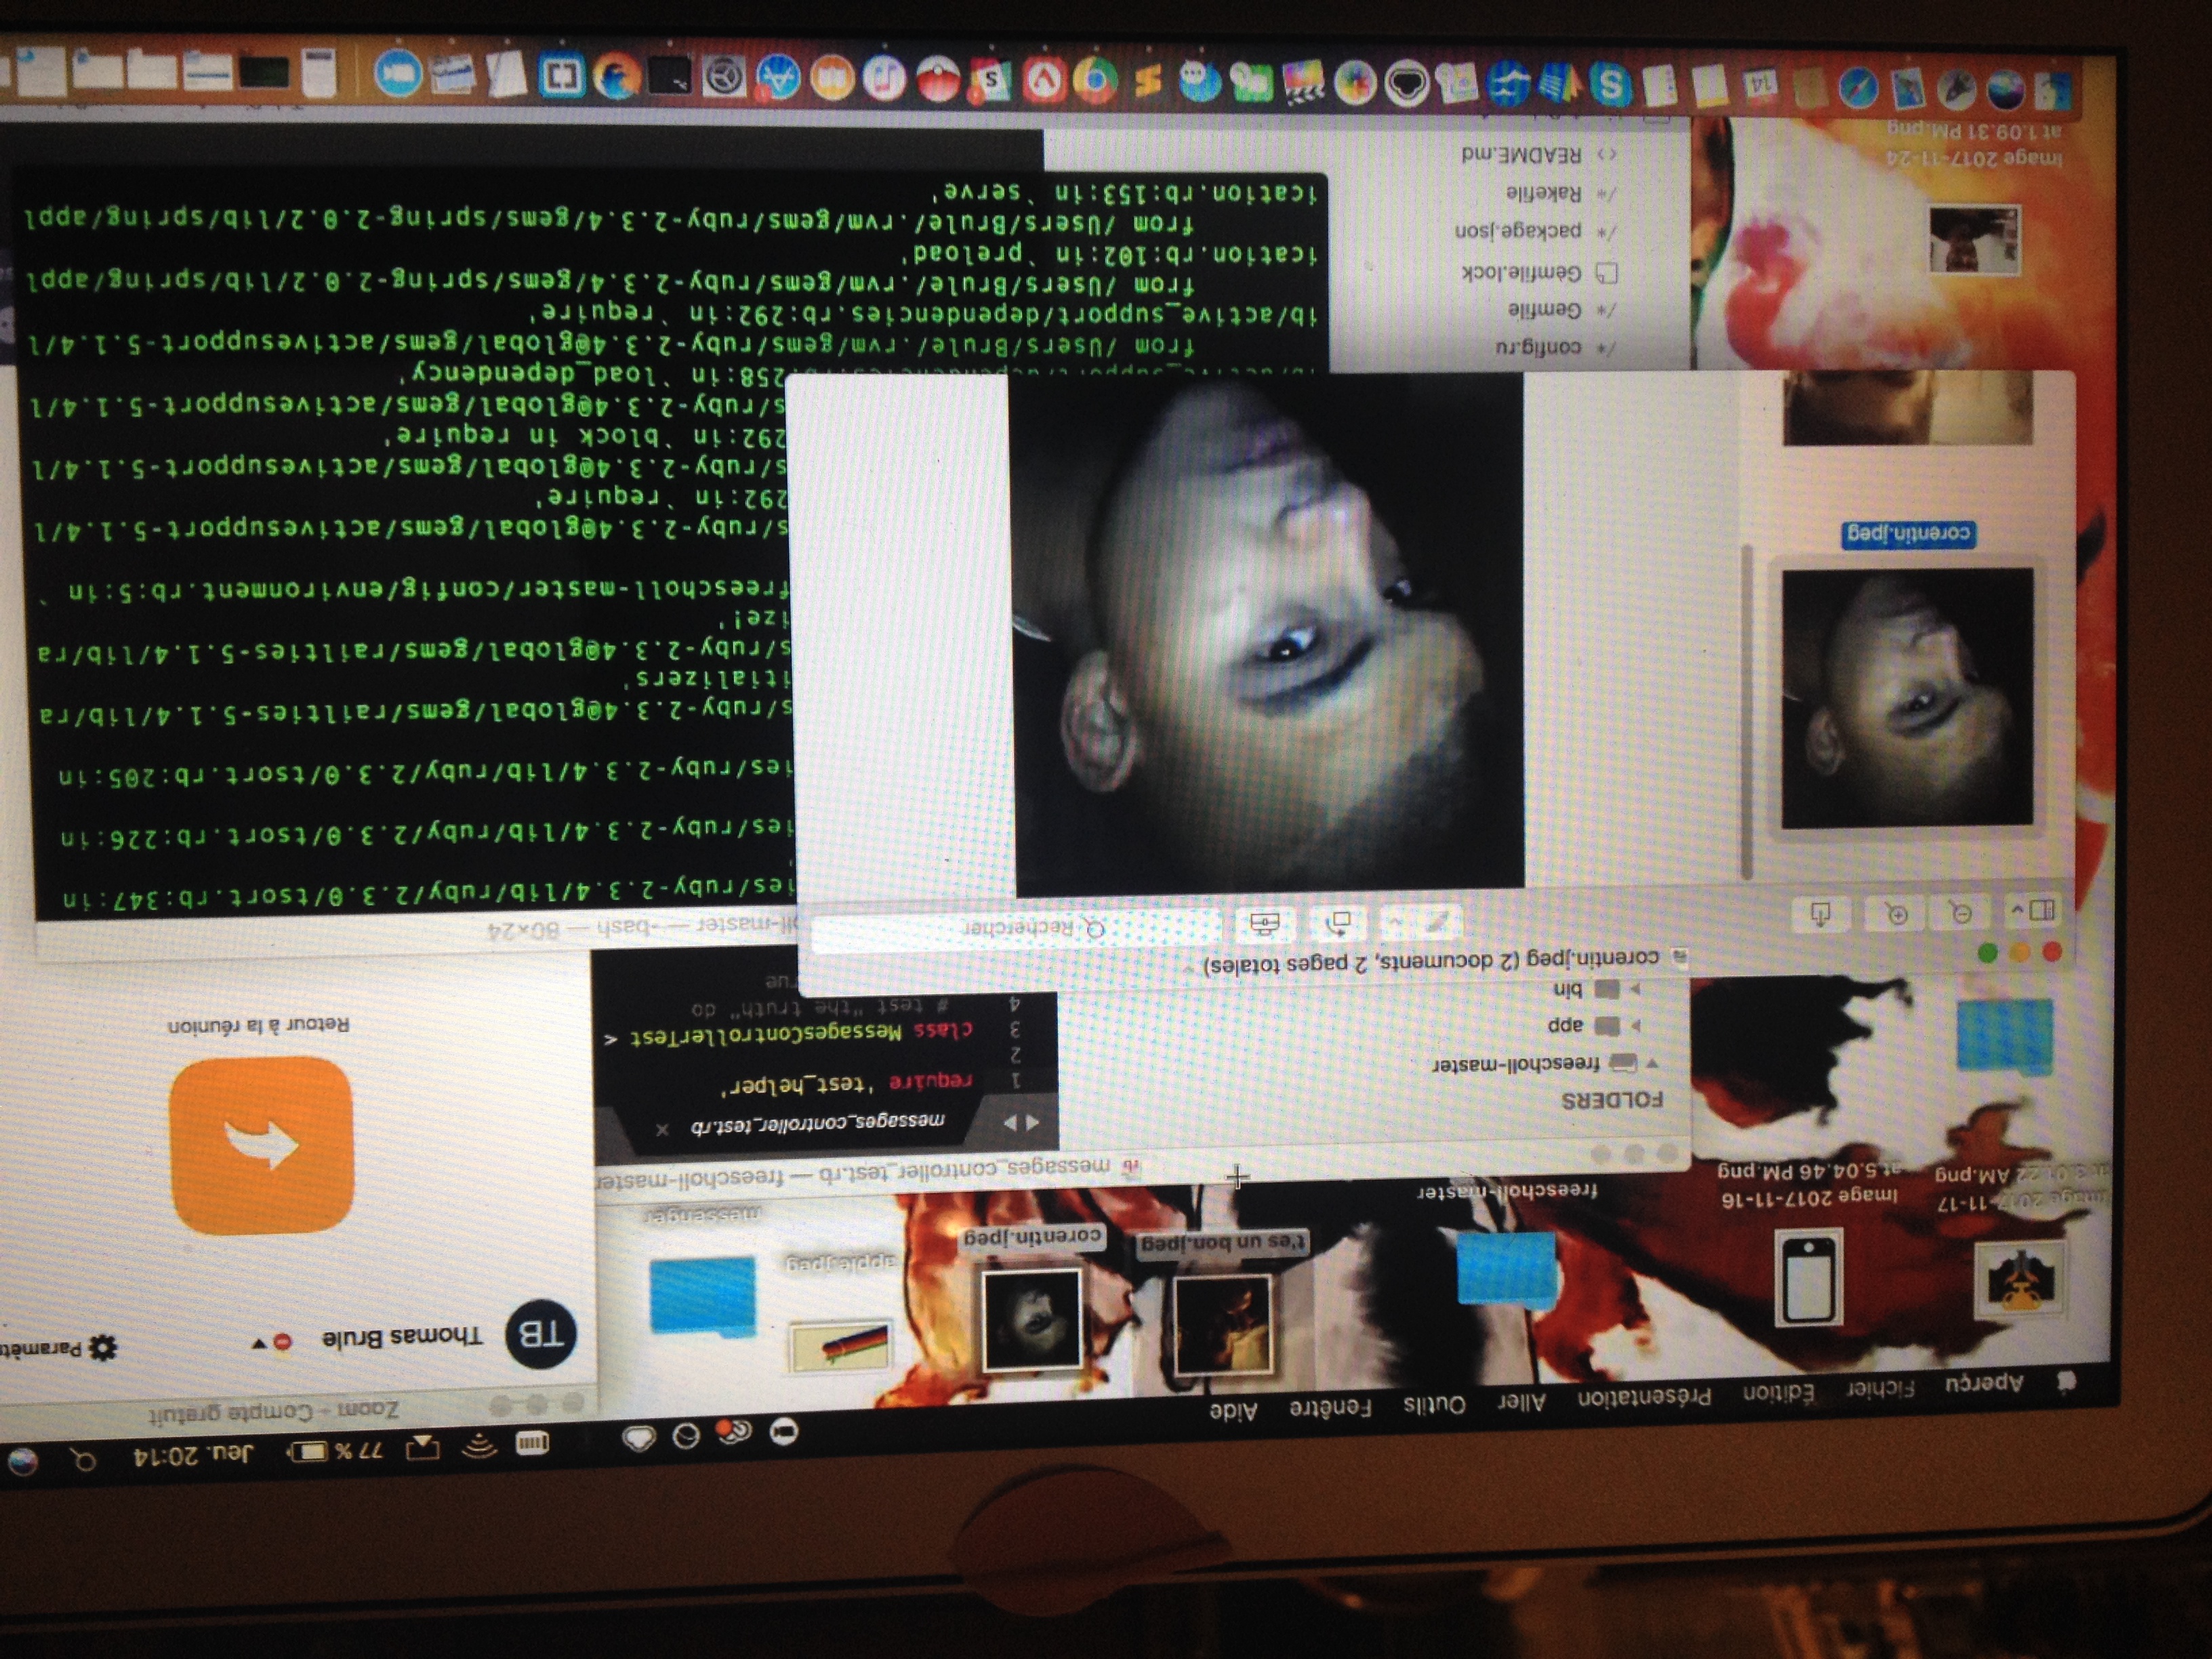 Aperçu Fichier Édition Présentation Aller Outils Fenêtre Aide
77 % Jeu. 20:14
Zoom - Compte gratuit
TB Thomas Brule
Retour à la réunion
Image 2017-11-17
at 3.01.22 AM.png
Image 2017-11-16
at 5.04.46 PM.png
freescholl-master
t'es un bon.jpeg
corentin.jpeg
apple.jpeg
messenger
messages_controller_test.rb — freescholl-master
FOLDERS
freescholl-master
app
bin
messages_controller_test.rb
1 require 'test_helper'
2
3 class MessagesControllerTest <
4 # test "the truth" do
corentin.jpeg (2 documents, 2 pages totales)
Rechercher
corentin.jpeg
-master — -bash — 80×24
ies/ruby-2.3.4/lib/ruby/2.3.0/tsort.rb:347:in
'
ies/ruby-2.3.4/lib/ruby/2.3.0/tsort.rb:226:in
ies/ruby-2.3.4/lib/ruby/2.3.0/tsort.rb:205:in
s/ruby-2.3.4@global/gems/railties-5.1.4/lib/ra
itializers'
s/ruby-2.3.4@global/gems/railties-5.1.4/lib/ra
ize!'
freescholl-master/config/environment.rb:5:in `
s/ruby-2.3.4@global/gems/activesupport-5.1.4/l
292:in `require'
s/ruby-2.3.4@global/gems/activesupport-5.1.4/l
292:in `block in require'
s/ruby-2.3.4@global/gems/activesupport-5.1.4/l
258:in `load_dependency'
from /Users/Brule/.rvm/gems/ruby-2.3.4@global/gems/activesupport-5.1.4/l
ib/active_support/dependencies.rb:292:in `require'
from /Users/Brule/.rvm/gems/ruby-2.3.4/gems/spring-2.0.2/lib/spring/appl
ication.rb:102:in `preload'
from /Users/Brule/.rvm/gems/ruby-2.3.4/gems/spring-2.0.2/lib/spring/appl
ication.rb:153:in `serve'
config.ru
Gemfile
Gemfile.lock
package.json
Rakefile
README.md
Image 2017-11-24
at 1.09.31 PM.png
14